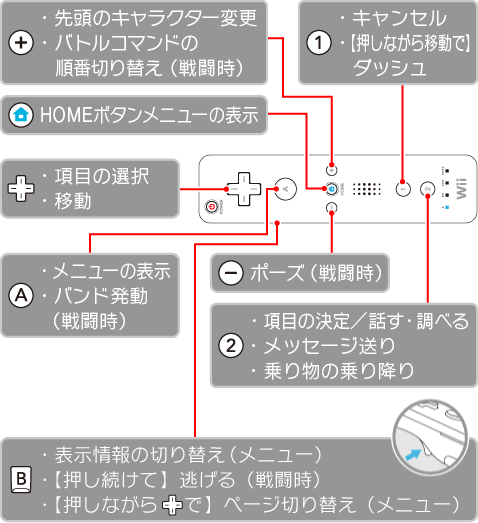 ＋ ・先頭のキャラクター変更
・バトルコマンドの
順番切り替え（戦闘時）
1 ・キャンセル
・【押しながら移動で】
ダッシュ
HOMEボタンメニューの表示
・項目の選択
・移動
POWER
A
＋
HOME
－
1
2
Wii
A ・メニューの表示
・バンド発動
（戦闘時）
－ ポーズ（戦闘時）
2 ・項目の決定／話す・調べる
・メッセージ送り
・乗り物の乗り降り
B ・表示情報の切り替え（メニュー）
・【押し続けて】逃げる（戦闘時）
・【押しながら✚で】ページ切り替え（メニュー）